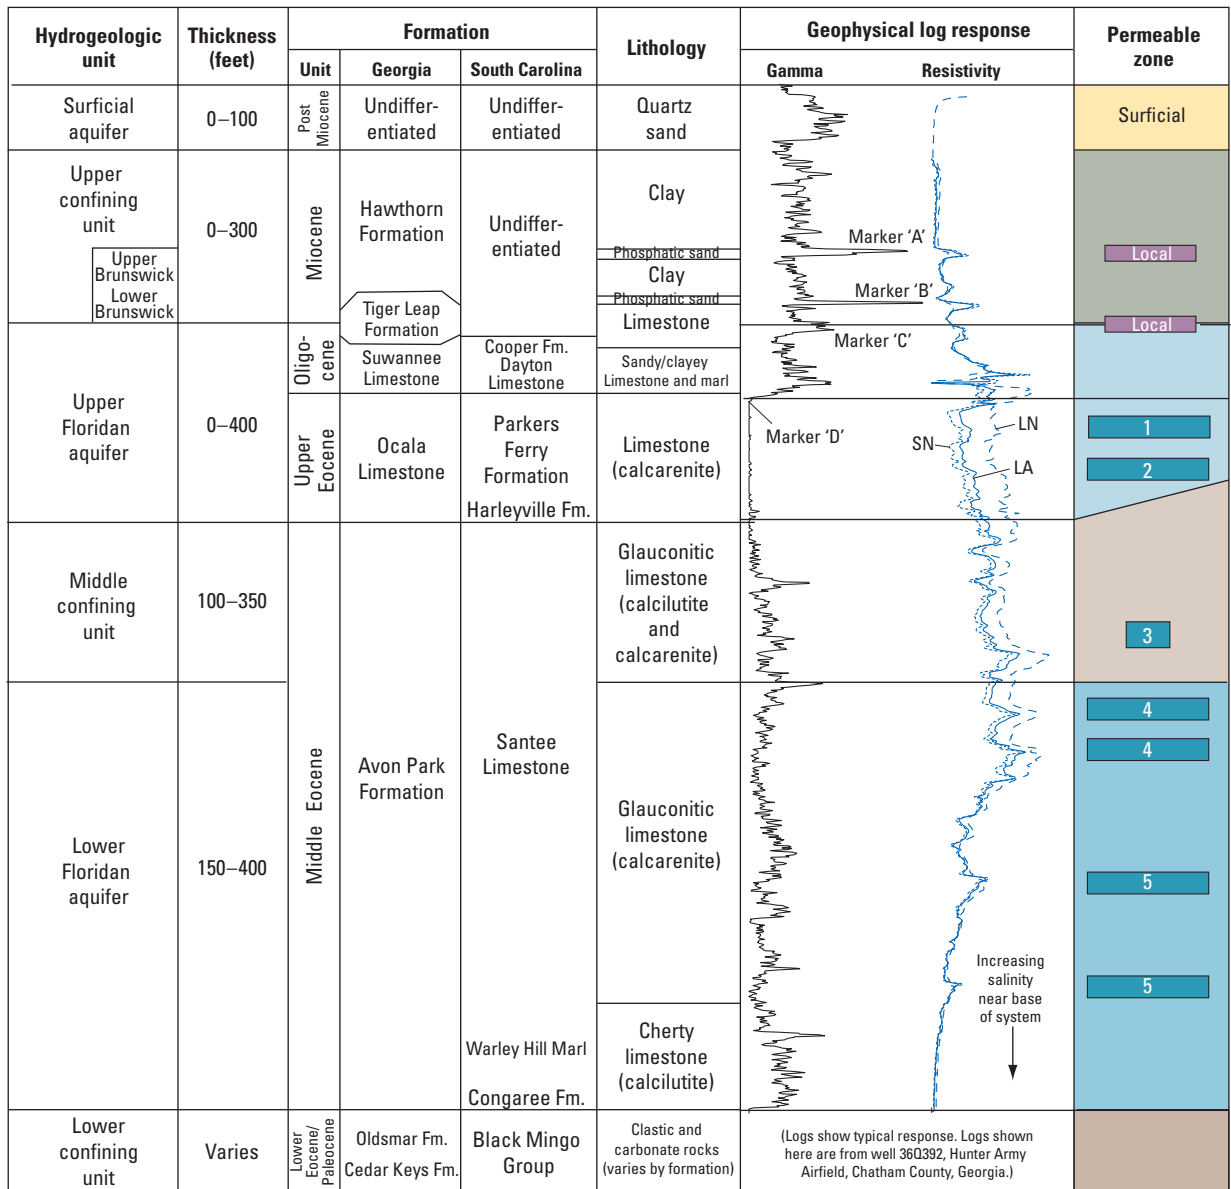 Hydrogeologic
unit
Thickness
(feet)
Formation
Unit
Georgia
South Carolina
Lithology
Geophysical log response
Gamma
Resistivity
Permeable
zone
Surficial
aquifer
0–100
Post
Miocene
Undiffer-
entiated
Undiffer-
entiated
Quartz
sand
Surficial
Upper
confining
unit
Upper
Brunswick
Lower
Brunswick
0–300
Miocene
Hawthorn
Formation
Tiger Leap
Formation
Undiffer-
entiated
Clay
Phosphatic sand
Clay
Phosphatic sand
Limestone
Marker ‘A’
Marker ‘B’
Marker ‘C’
Local
Local
Upper
Floridan
aquifer
0–400
Oligo-
cene
Suwannee
Limestone
Cooper Fm.
Dayton
Limestone
Sandy/clayey
Limestone and marl
Upper
Eocene
Ocala
Limestone
Parkers
Ferry
Formation
Harleyville Fm.
Limestone
(calcarenite)
Marker ‘D’
SN
LN
LA
1
2
Middle
confining
unit
100–350
Glauconitic
limestone
(calcilutite
and
calcarenite)
3
Lower
Floridan
aquifer
150–400
Middle Eocene
Avon Park
Formation
Santee
Limestone
Warley Hill Marl
Congaree Fm.
Glauconitic
limestone
(calcarenite)
Cherty
limestone
(calcilutite)
Increasing
salinity
near base
of system
4
4
5
5
Lower
confining
unit
Varies
Lower
Eocene/
Paleocene
Oldsmar Fm.
Cedar Keys Fm.
Black Mingo
Group
Clastic and
carbonate rocks
(varies by formation)
(Logs show typical response. Logs shown
here are from well 36Q392, Hunter Army
Airfield, Chatham County, Georgia.)